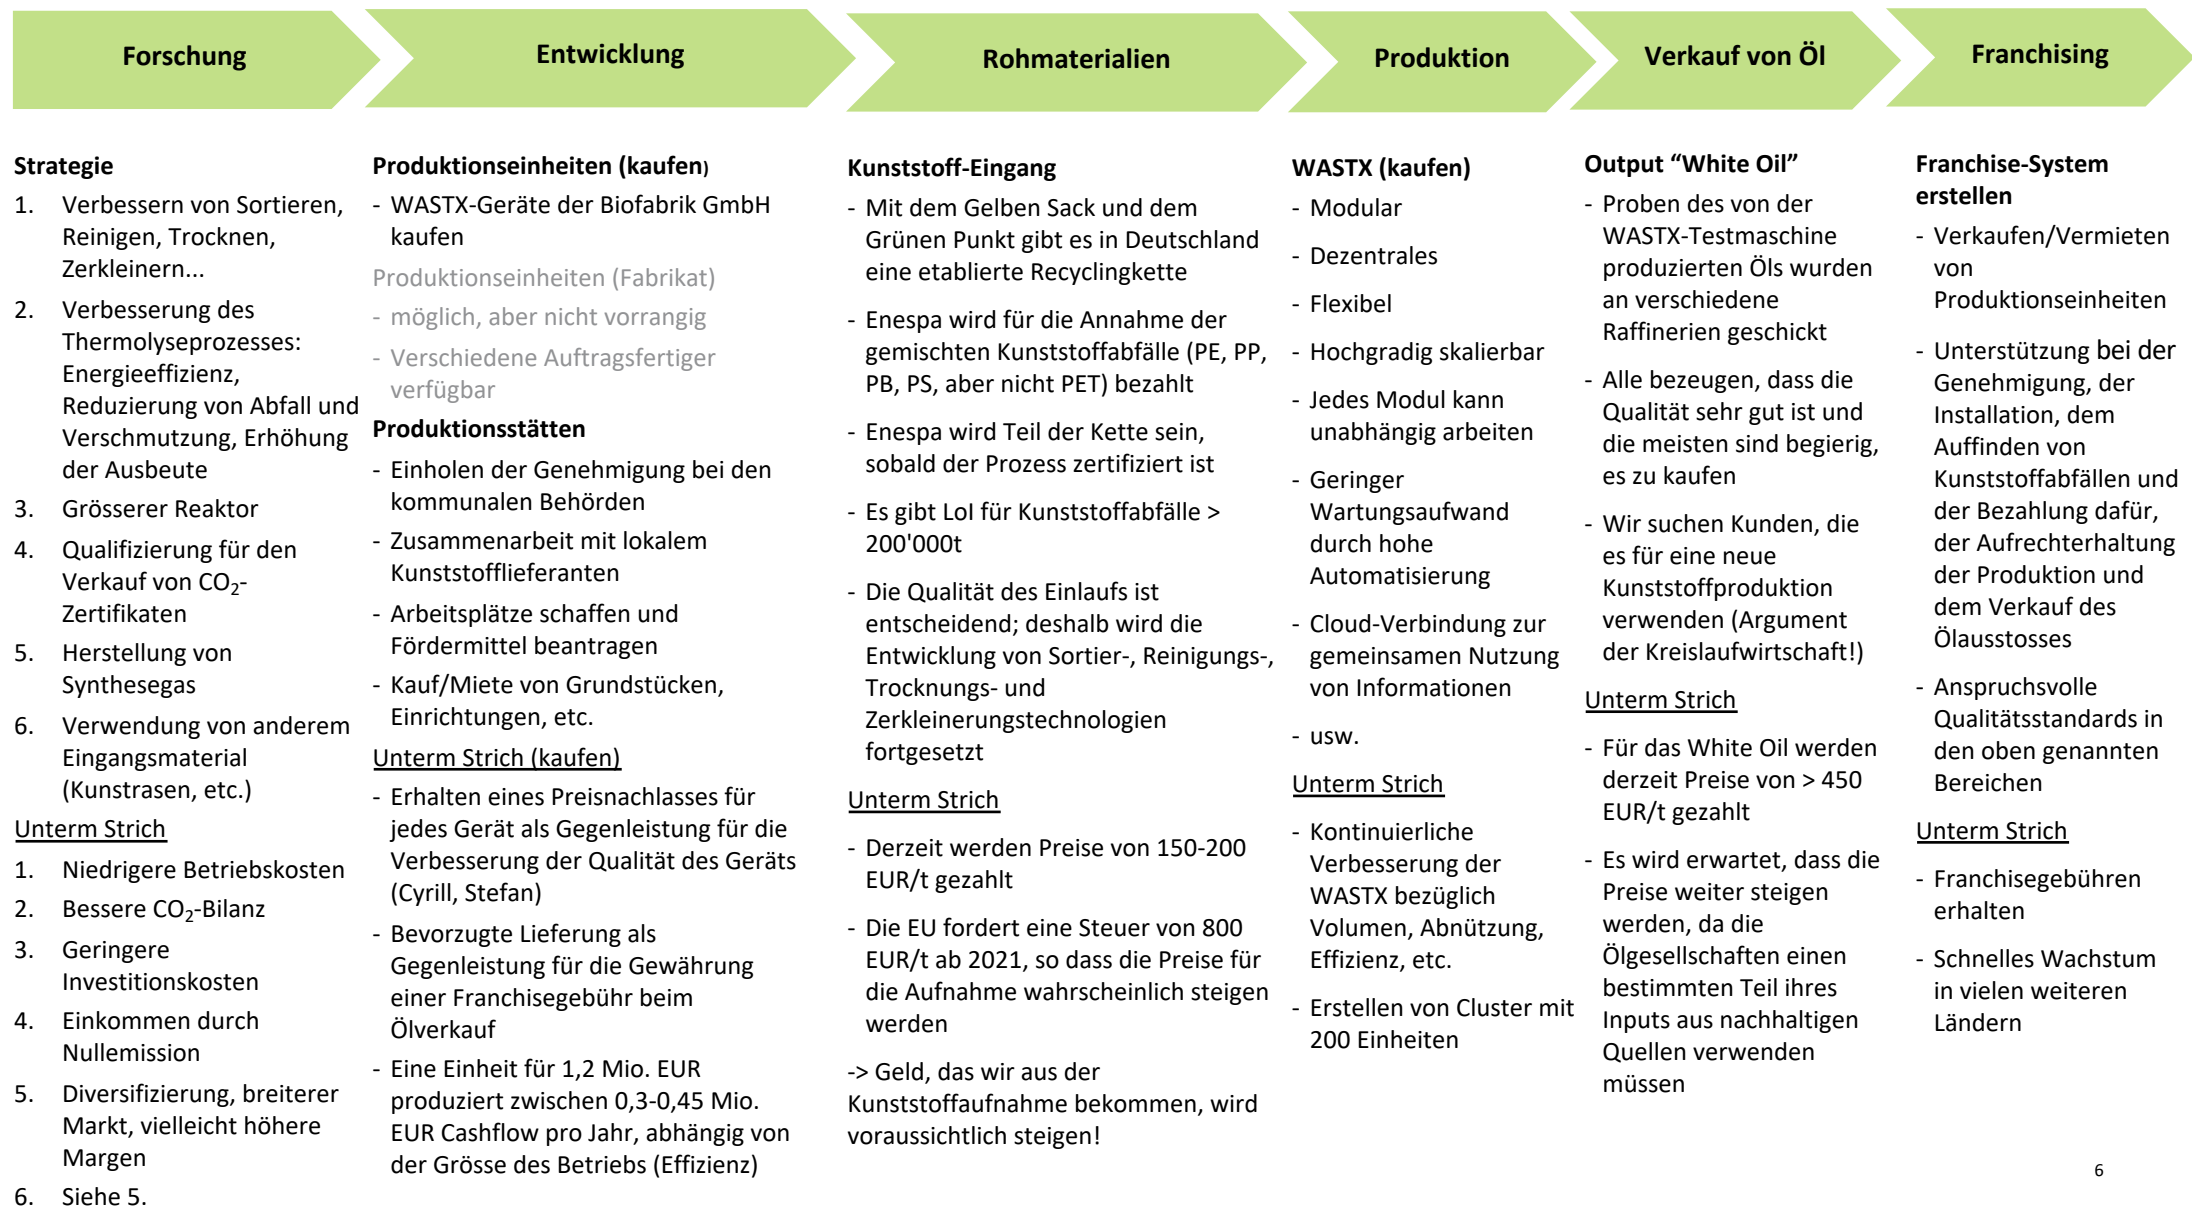 Forschung
Entwicklung
Rohmaterialien
Produktion
Verkauf von Öl
Franchising
Strategie
1. Verbessern von Sortieren,
Reinigen, Trocknen,
Zerkleinern...
2. Verbesserung des
Thermolyseprozesses:
Energieeffizienz,
Reduzierung von Abfall und
Verschmutzung, Erhöhung
der Ausbeute
3. Grösserer Reaktor
4. Qualifizierung für den
Verkauf von CO₂-
Zertifikaten
5. Herstellung von
Synthesegas
6. Verwendung von anderem
Eingangsmaterial
(Kunstrasen, etc.)
Unterm Strich
1. Niedrigere Betriebskosten
2. Bessere CO₂-Bilanz
3. Geringere
Investitionskosten
4. Einkommen durch
Nullemission
5. Diversifizierung, breiterer
Markt, vielleicht höhere
Margen
6. Siehe 5.
Produktionseinheiten (kaufen)
- WASTX-Geräte der Biofabrik GmbH
kaufen
Produktionseinheiten (Fabrikat)
- möglich, aber nicht vorrangig
- Verschiedene Auftragsfertiger
verfügbar
Produktionsstätten
- Einholen der Genehmigung bei den
kommunalen Behörden
- Zusammenarbeit mit lokalem
Kunststofflieferanten
- Arbeitsplätze schaffen und
Fördermittel beantragen
- Kauf/Miete von Grundstücken,
Einrichtungen, etc.
Unterm Strich (kaufen)
- Erhalten eines Preisnachlasses für
jedes Gerät als Gegenleistung für die
Verbesserung der Qualität des Geräts
(Cyrill, Stefan)
- Bevorzugte Lieferung als
Gegenleistung für die Gewährung
einer Franchisegebühr beim
Ölverkauf
- Eine Einheit für 1,2 Mio. EUR
produziert zwischen 0,3-0,45 Mio.
EUR Cashflow pro Jahr, abhängig von
der Grösse des Betriebs (Effizienz)
Kunststoff-Eingang
- Mit dem Gelben Sack und dem
Grünen Punkt gibt es in Deutschland
eine etablierte Recyclingkette
- Enespa wird für die Annahme der
gemischten Kunststoffabfälle (PE, PP,
PB, PS, aber nicht PET) bezahlt
- Enespa wird Teil der Kette sein,
sobald der Prozess zertifiziert ist
- Es gibt LoI für Kunststoffabfälle >
200'000t
- Die Qualität des Einlaufs ist
entscheidend; deshalb wird die
Entwicklung von Sortier-, Reinigungs-,
Trocknungs- und
Zerkleinerungstechnologien
fortgesetzt
Unterm Strich
- Derzeit werden Preise von 150-200
EUR/t gezahlt
- Die EU fordert eine Steuer von 800
EUR/t ab 2021, so dass die Preise für
die Aufnahme wahrscheinlich steigen
werden
-> Geld, das wir aus der
Kunststoffaufnahme bekommen, wird
voraussichtlich steigen!
WASTX (kaufen)
- Modular
- Dezentrales
- Flexibel
- Hochgradig skalierbar
- Jedes Modul kann
unabhängig arbeiten
- Geringer
Wartungsaufwand
durch hohe
Automatisierung
- Cloud-Verbindung zur
gemeinsamen Nutzung
von Informationen
- usw.
Unterm Strich
- Kontinuierliche
Verbesserung der
WASTX bezüglich
Volumen, Abnützung,
Effizienz, etc.
- Erstellen von Cluster mit
200 Einheiten
Output “White Oil”
- Proben des von der
WASTX-Testmaschine
produzierten Öls wurden
an verschiedene
Raffinerien geschickt
- Alle bezeugen, dass die
Qualität sehr gut ist und
die meisten sind begierig,
es zu kaufen
- Wir suchen Kunden, die
es für eine neue
Kunststoffproduktion
verwenden (Argument
der Kreislaufwirtschaft!)
Unterm Strich
- Für das White Oil werden
derzeit Preise von > 450
EUR/t gezahlt
- Es wird erwartet, dass die
Preise weiter steigen
werden, da die
Ölgesellschaften einen
bestimmten Teil ihres
Inputs aus nachhaltigen
Quellen verwenden
müssen
Franchise-System
erstellen
- Verkaufen/Vermieten
von
Produktionseinheiten
- Unterstützung bei der
Genehmigung, der
Installation, dem
Auffinden von
Kunststoffabfällen und
der Bezahlung dafür,
der Aufrechterhaltung
der Produktion und
dem Verkauf des
Ölausstosses
- Anspruchsvolle
Qualitätsstandards in
den oben genannten
Bereichen
Unterm Strich
- Franchisegebühren
erhalten
- Schnelles Wachstum
in vielen weiteren
Ländern
6